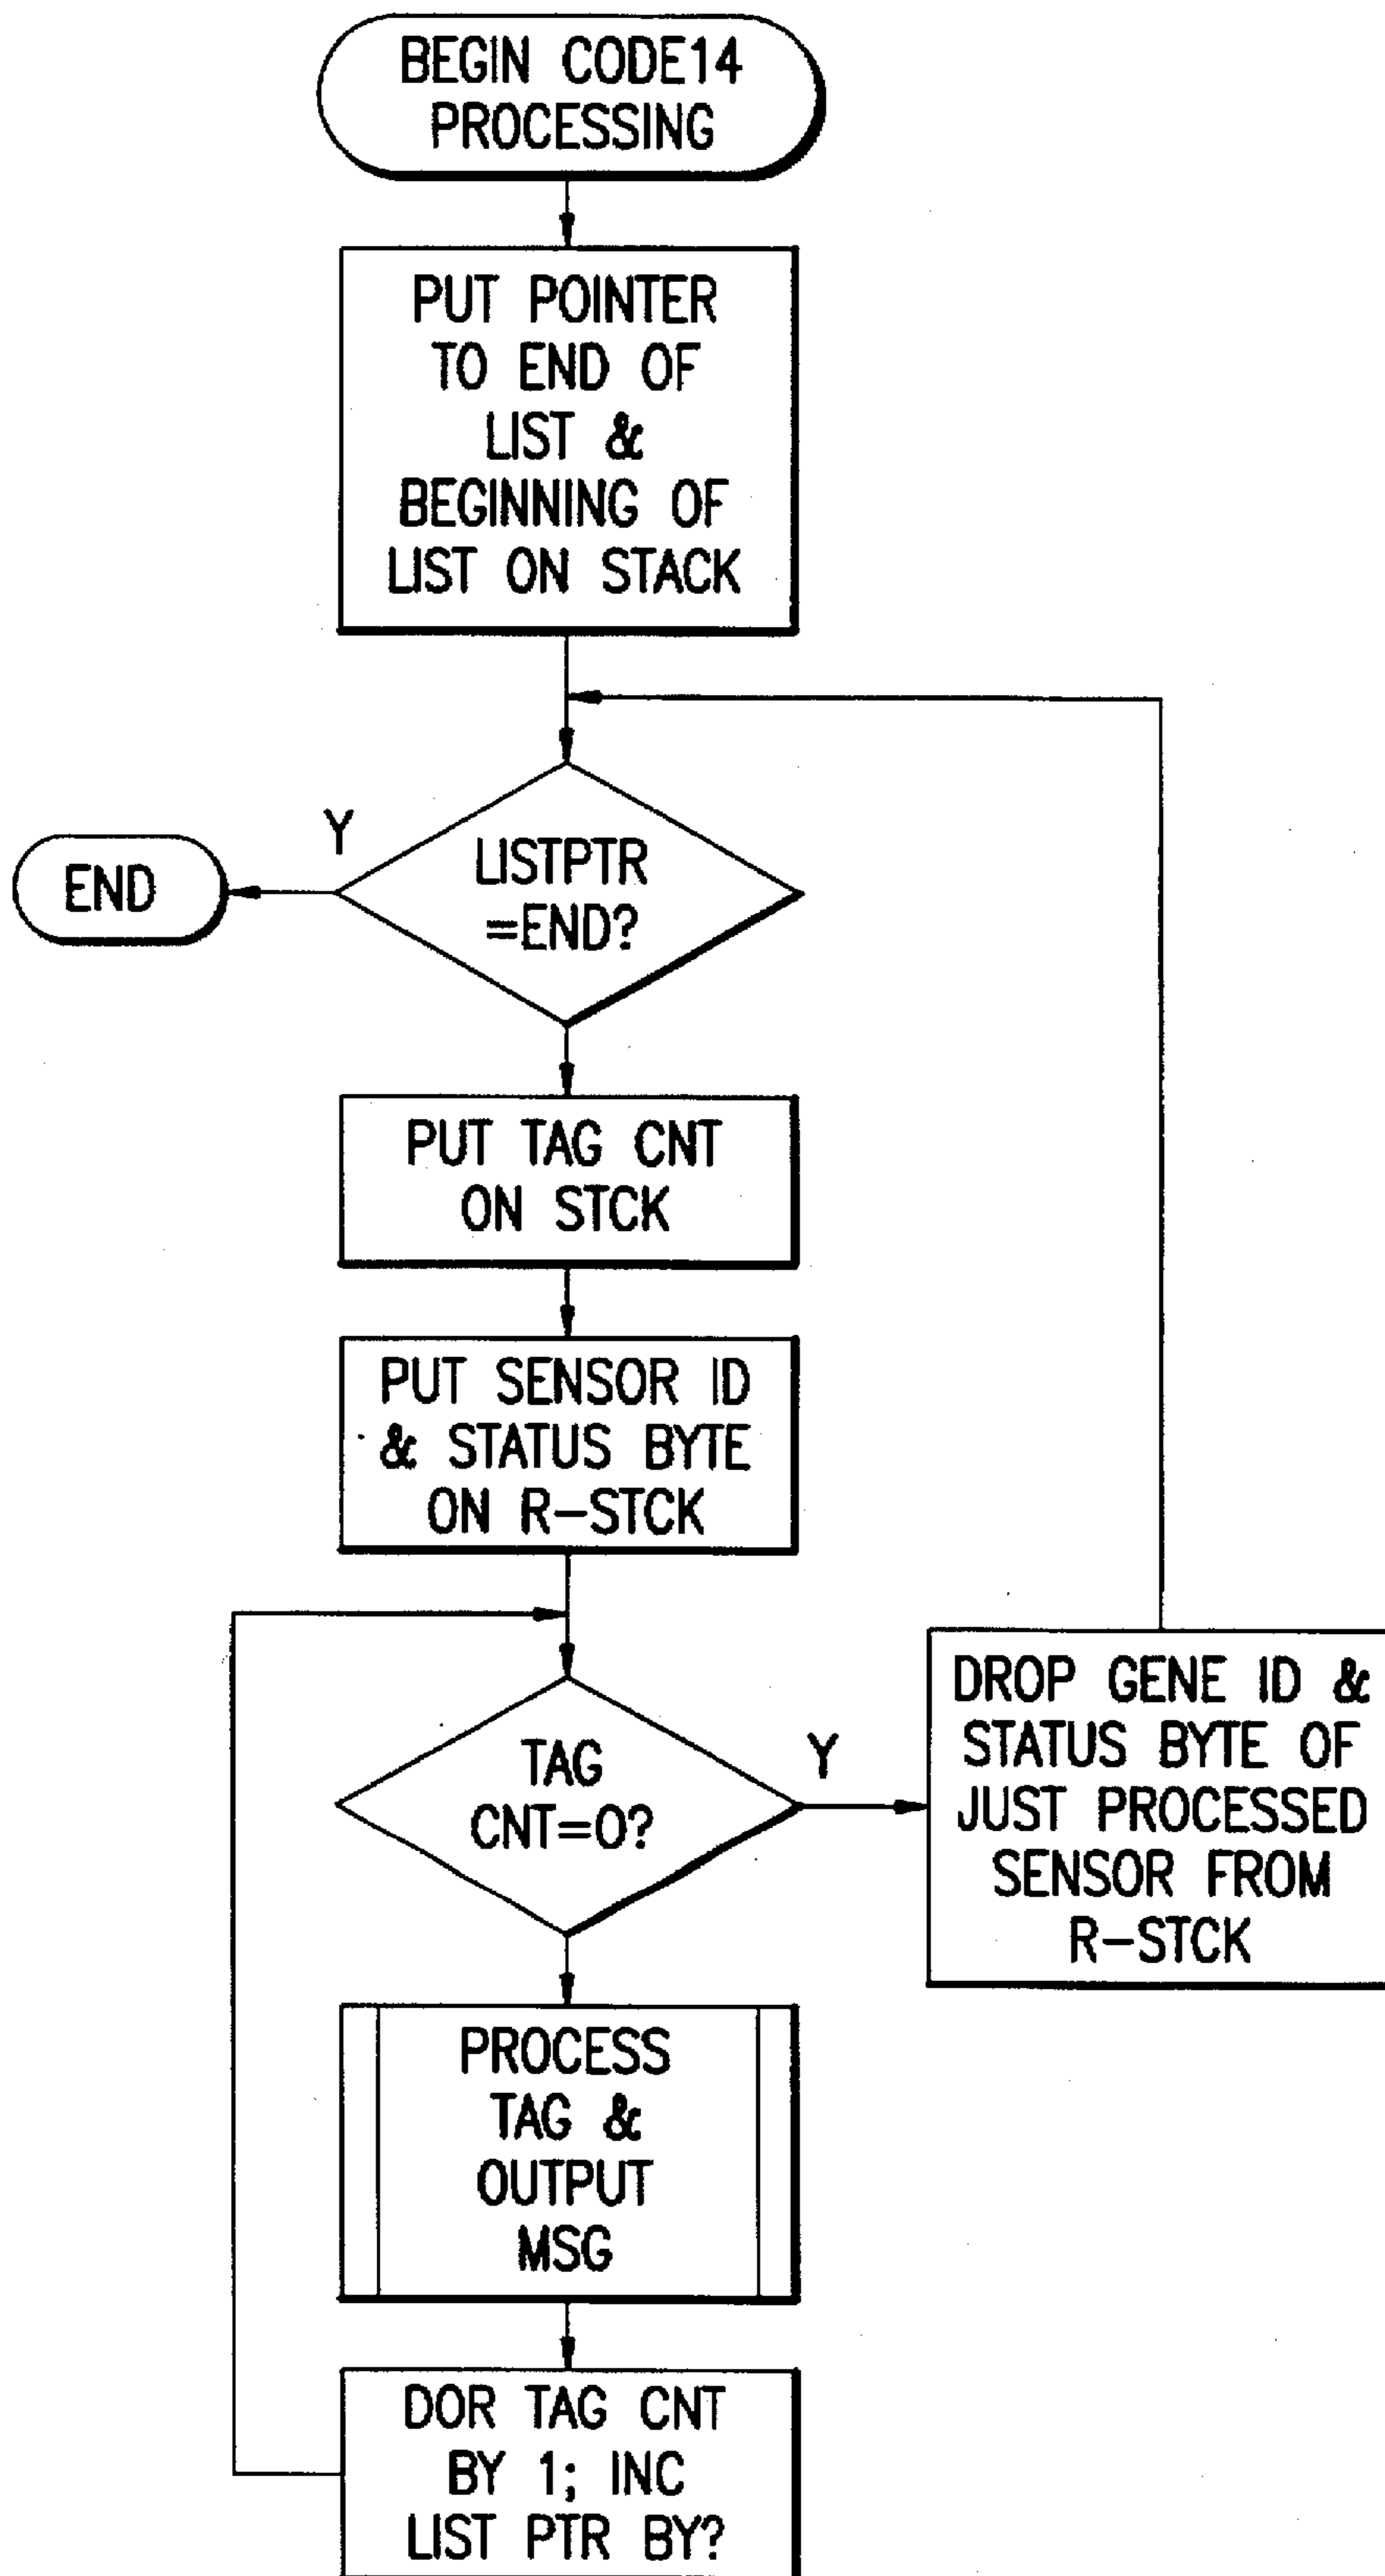 BEGIN CODE14
PROCESSING
PUT POINTER
TO END OF
LIST &
BEGINNING OF
LIST ON STACK
Y
END
LISTPTR
=END?
PUT TAG CNT
ON STCK
PUT SENSOR ID
& STATUS BYTE
ON R-STCK
TAG
CNT=0?
Y
DROP GENE ID &
STATUS BYTE OF
JUST PROCESSED
SENSOR FROM
R-STCK
PROCESS
TAG &
OUTPUT
MSG
DOR TAG CNT
BY 1; INC
LIST PTR BY?